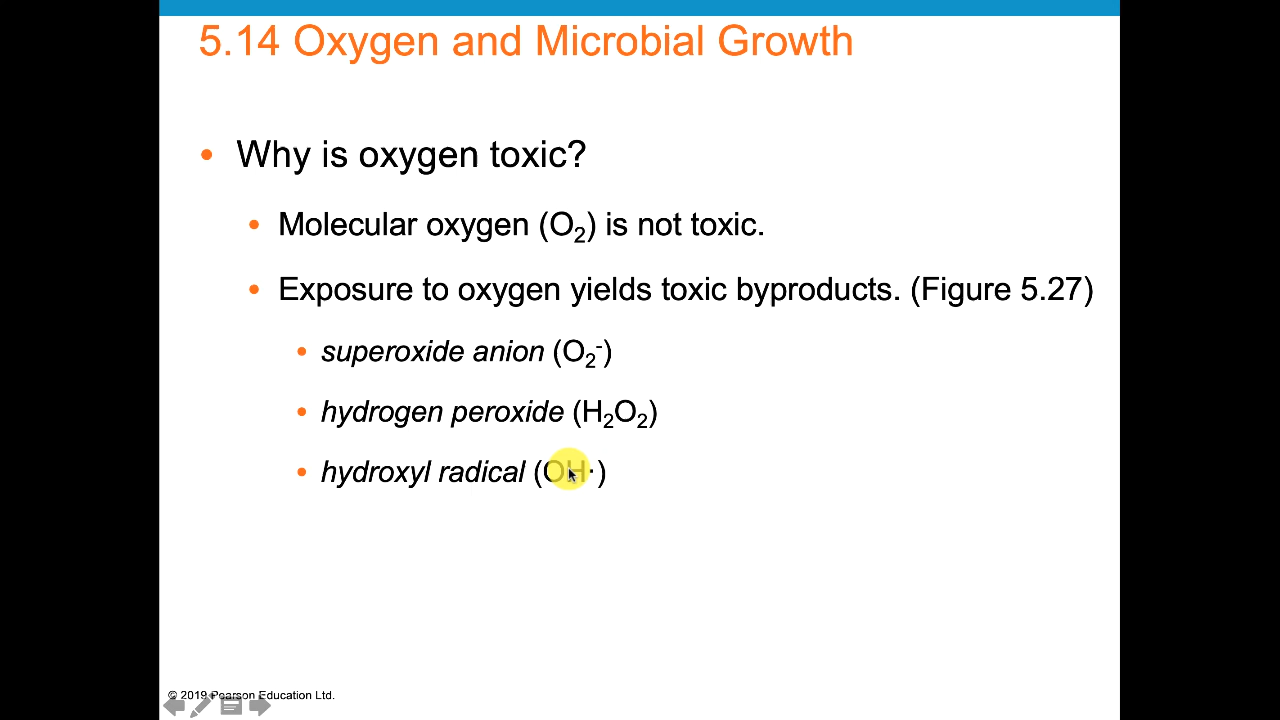 5.14 Oxygen and Microbial Growth
• Why is oxygen toxic?
• Molecular oxygen (O₂) is not toxic.
• Exposure to oxygen yields toxic byproducts. (Figure 5.27)
• superoxide anion (O₂⁻)
• hydrogen peroxide (H₂O₂)
• hydroxyl radical (OH·)
© 2019 Pearson Education Ltd.